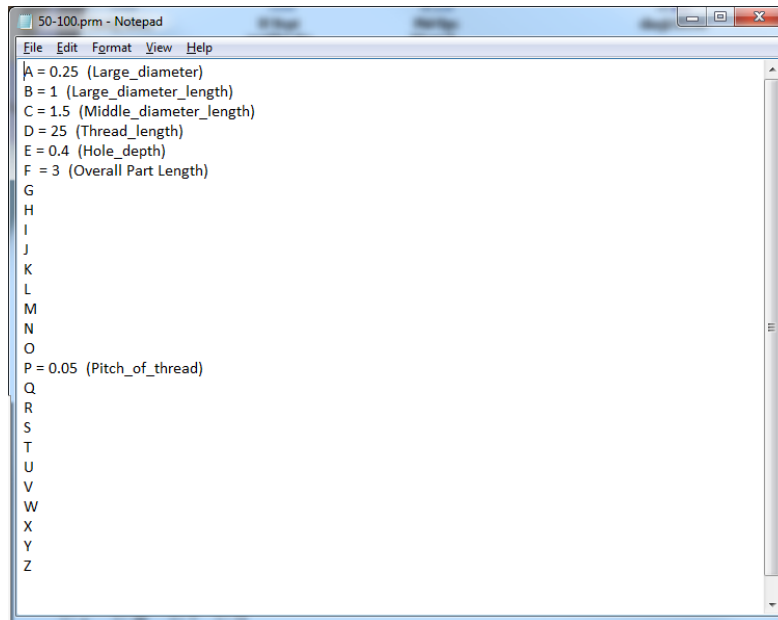 50-100.prm - Notepad
File Edit Format View Help
A = 0.25  (Large_diameter)
B = 1  (Large_diameter_length)
C = 1.5  (Middle_diameter_length)
D = 25  (Thread_length)
E = 0.4  (Hole_depth)
F  = 3  (Overall Part Length)
G
H
I
J
K
L
M
N
O
P = 0.05  (Pitch_of_thread)
Q
R
S
T
U
V
W
X
Y
Z